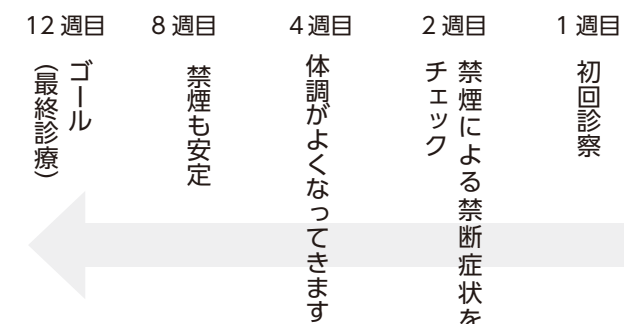 1週目
初回診察
2週目
禁煙による禁断症状を
チェック
4週目
体調がよくなってきます
8週目
禁煙も安定
12週目
ゴール
（最終診療）